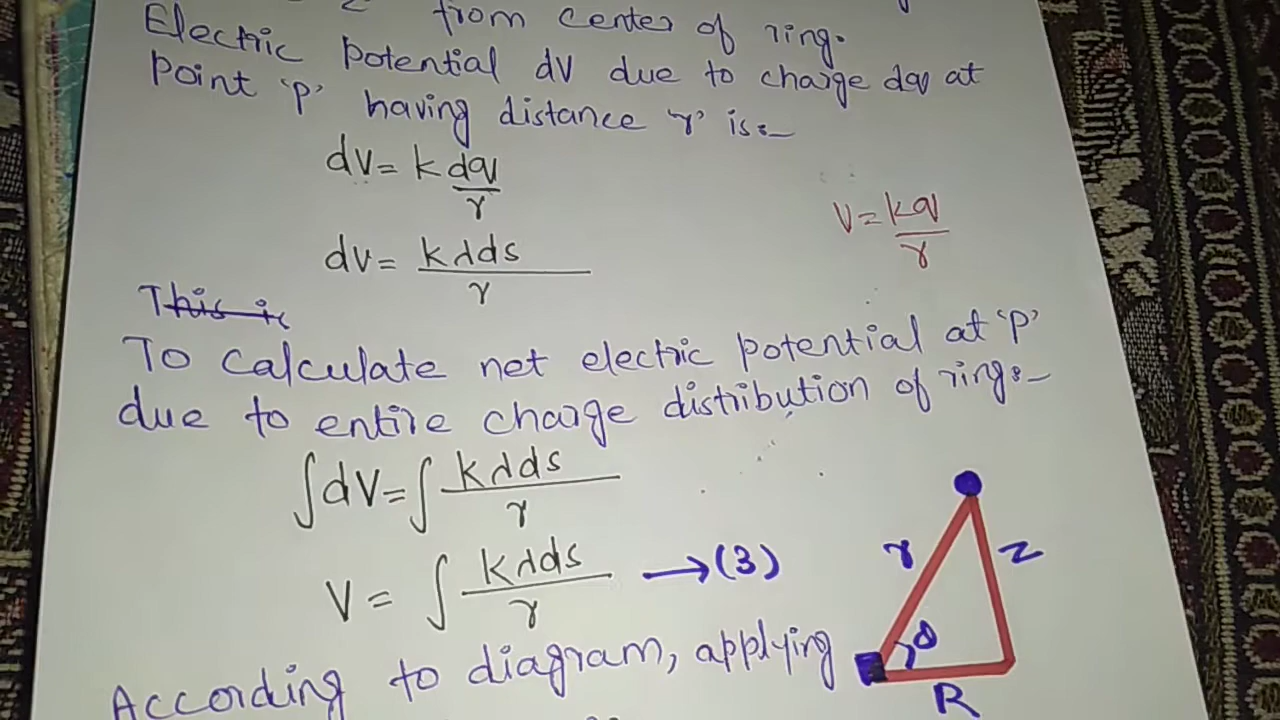 from center of ring.
Electric Potential dV due to charge dq at
Point 'P' having distance 'r' is:-
dV = k dq/r
V = kq/r
dV = kλds/r
This is
To calculate net electric potential at 'P'
due to entire charge distribution of ring:-
∫dV = ∫ kλds/r
V = ∫ kλds/r → (3)
r z
θ
R
According to diagram, applying